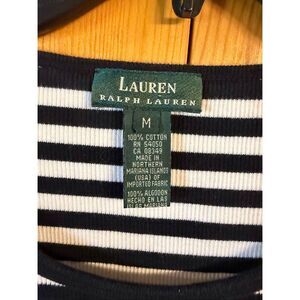 LAUREN
RALPH LAUREN
M
100% COTTON
RN 54050
CA 08349
MADE IN
NORTHERN
MARIANA ISLANDS
(USA) OF
IMPORTED FABRIC
100% ALGODON
HECHO EN LAS
ISLAS MARIANAS